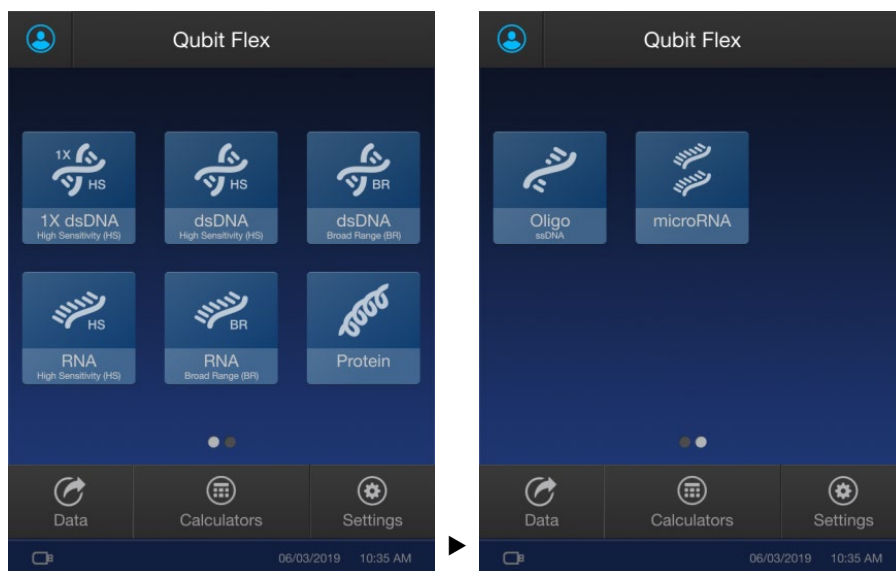 Qubit Flex
1X HS
HS
BR
1X dsDNA
High Sensitivity (HS)
dsDNA
High Sensitivity (HS)
dsDNA
Broad Range (BR)
HS
BR
RNA
High Sensitivity (HS)
RNA
Broad Range (BR)
Protein
Data
Calculators
Settings
06/03/2019 10:35 AM
Qubit Flex
Oligo
ssDNA
microRNA
Data
Calculators
Settings
06/03/2019 10:35 AM